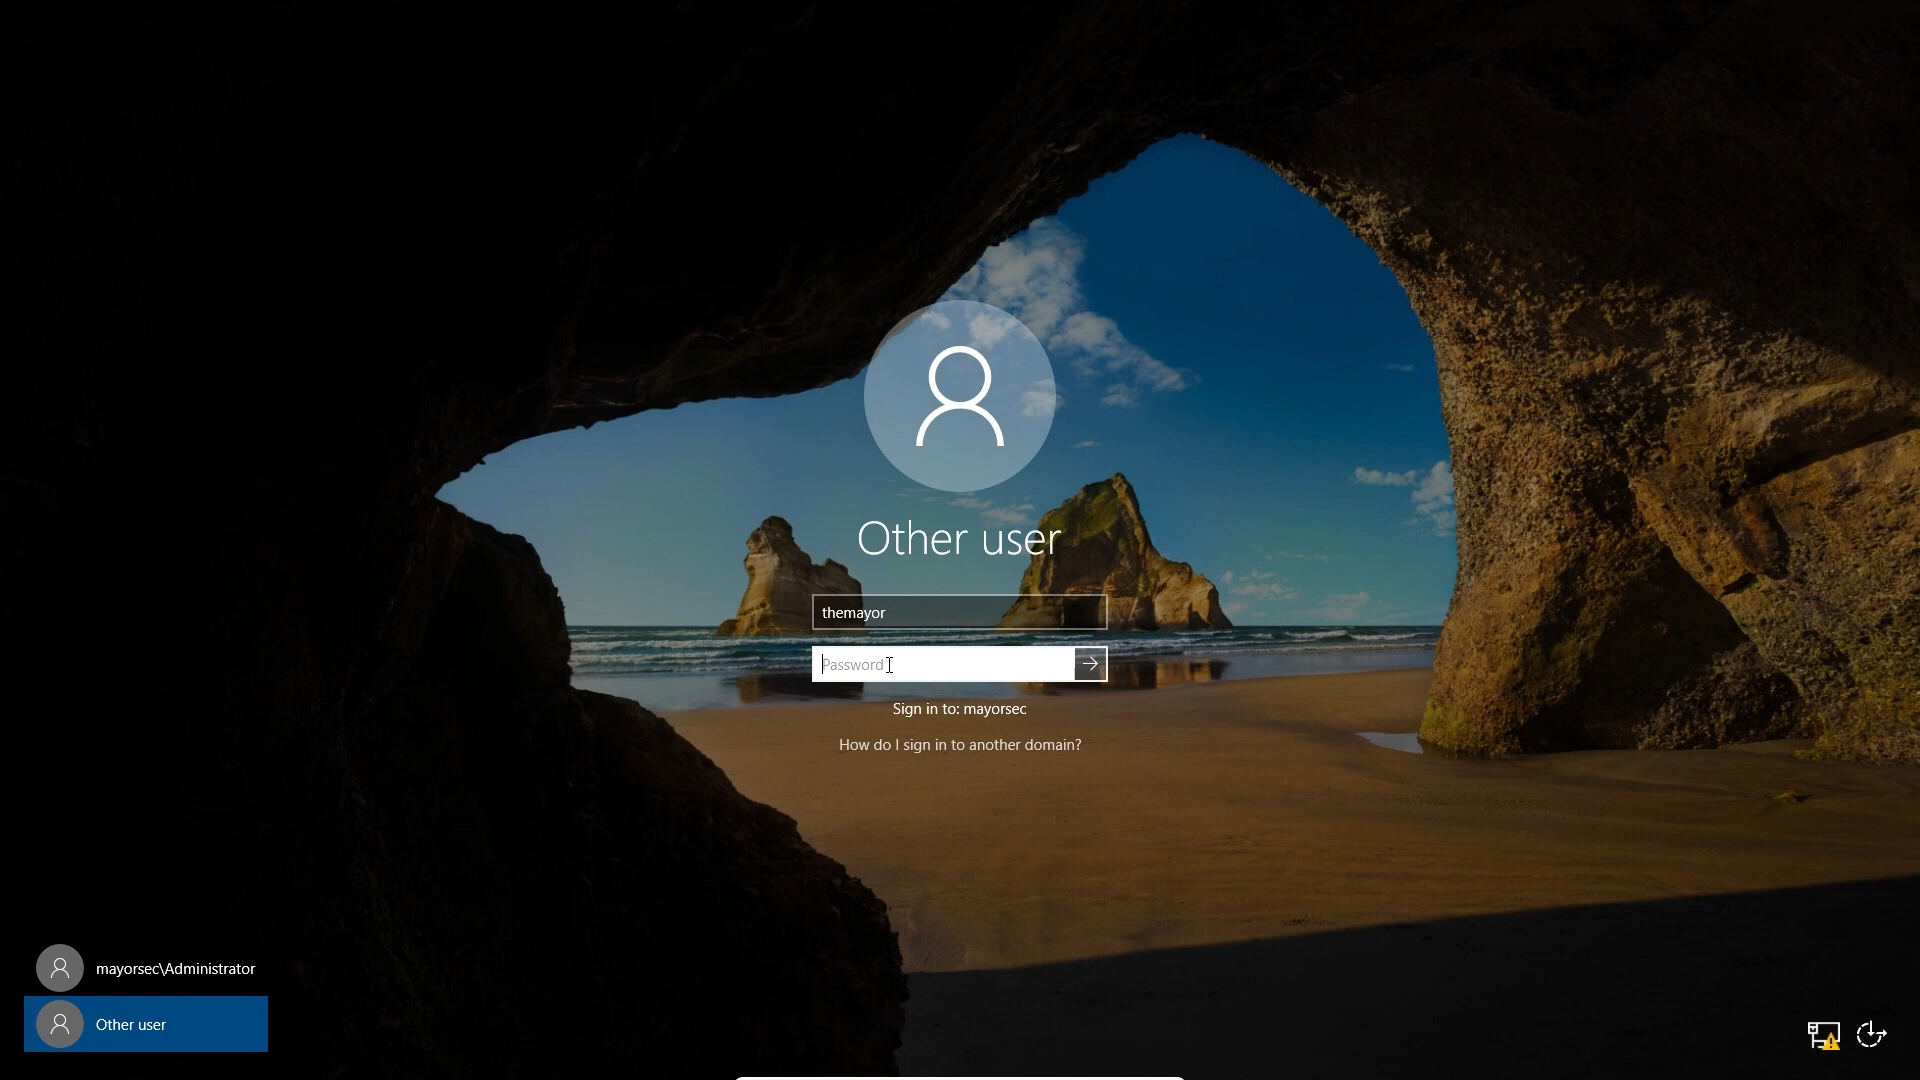 Other user
themayor
Password
Sign in to: mayorsec
How do I sign in to another domain?
mayorsec\Administrator
Other user